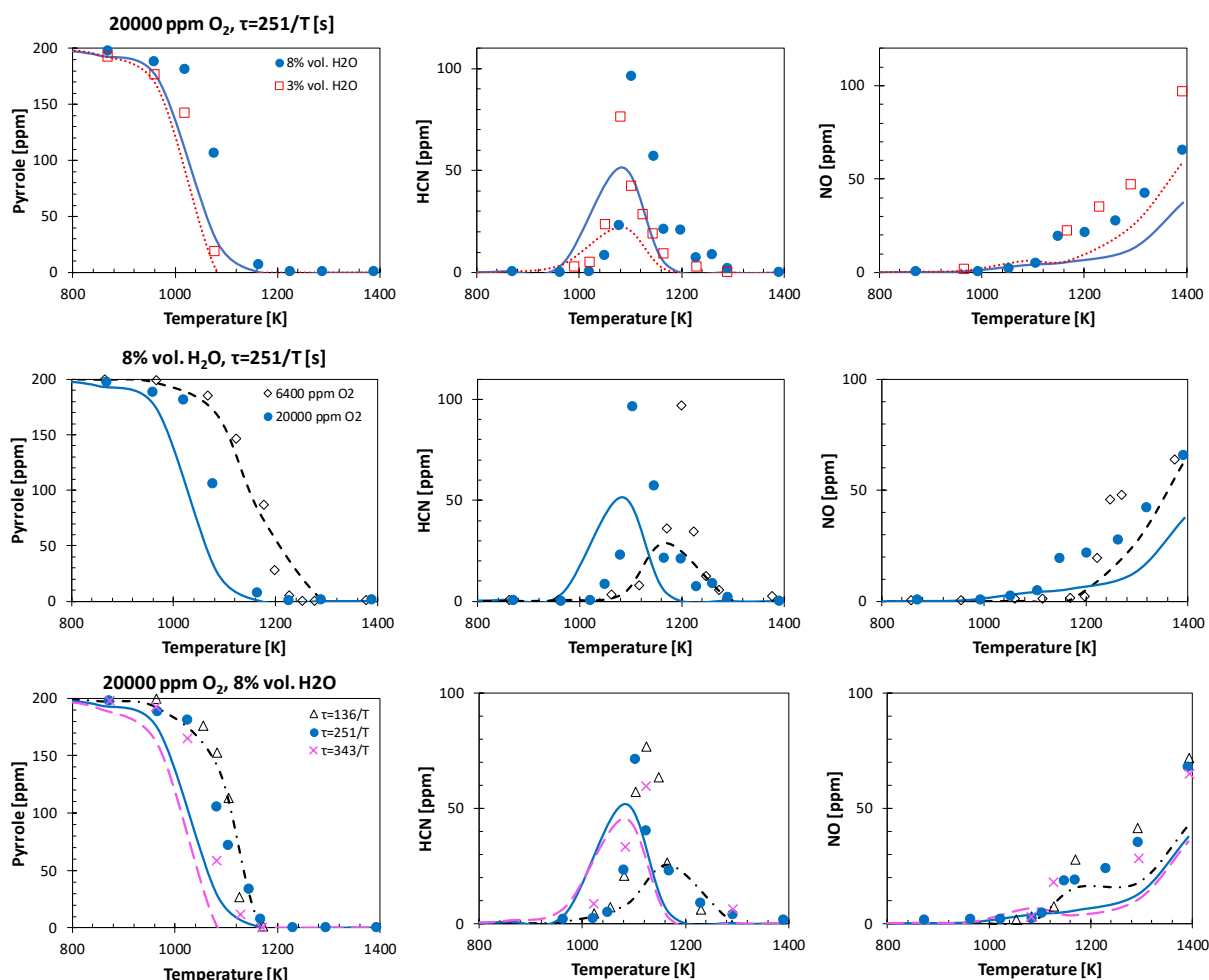 20000 ppm O2, τ=251/T [s]
200
150
100
50
0
Pyrrole [ppm]
8% vol. H2O
3% vol. H2O
800
1000
1200
1400
Temperature [K]
100
50
0
HCN [ppm]
800
1000
1200
1400
Temperature [K]
100
50
0
NO [ppm]
800
1000
1200
1400
Temperature [K]
8% vol. H2O, τ=251/T [s]
200
150
100
50
0
Pyrrole [ppm]
6400 ppm O2
20000 ppm O2
800
1000
1200
1400
Temperature [K]
100
50
0
HCN [ppm]
800
1000
1200
1400
Temperature [K]
100
50
0
NO [ppm]
800
1000
1200
1400
Temperature [K]
20000 ppm O2, 8% vol. H2O
200
150
100
50
0
Pyrrole [ppm]
τ=136/T
τ=251/T
τ=343/T
800
1000
1200
1400
Temperature [K]
100
50
0
HCN [ppm]
800
1000
1200
1400
Temperature [K]
100
50
0
NO [ppm]
800
1000
1200
1400
Temperature [K]